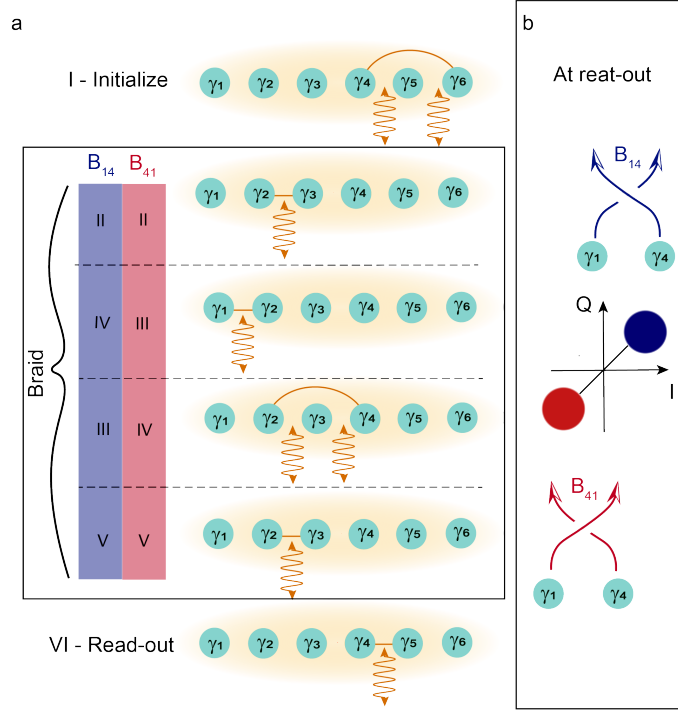 a
I - Initialize
γ1 γ2 γ3 γ4 γ5 γ6
B14 B41
II II
γ1 γ2 γ3 γ4 γ5 γ6
IV III
γ1 γ2 γ3 γ4 γ5 γ6
Braid
III IV
γ1 γ2 γ3 γ4 γ5 γ6
V V
γ1 γ2 γ3 γ4 γ5 γ6
VI - Read-out
γ1 γ2 γ3 γ4 γ5 γ6
b
At reat-out
B14
γ1 γ4
Q
I
B41
γ1 γ4